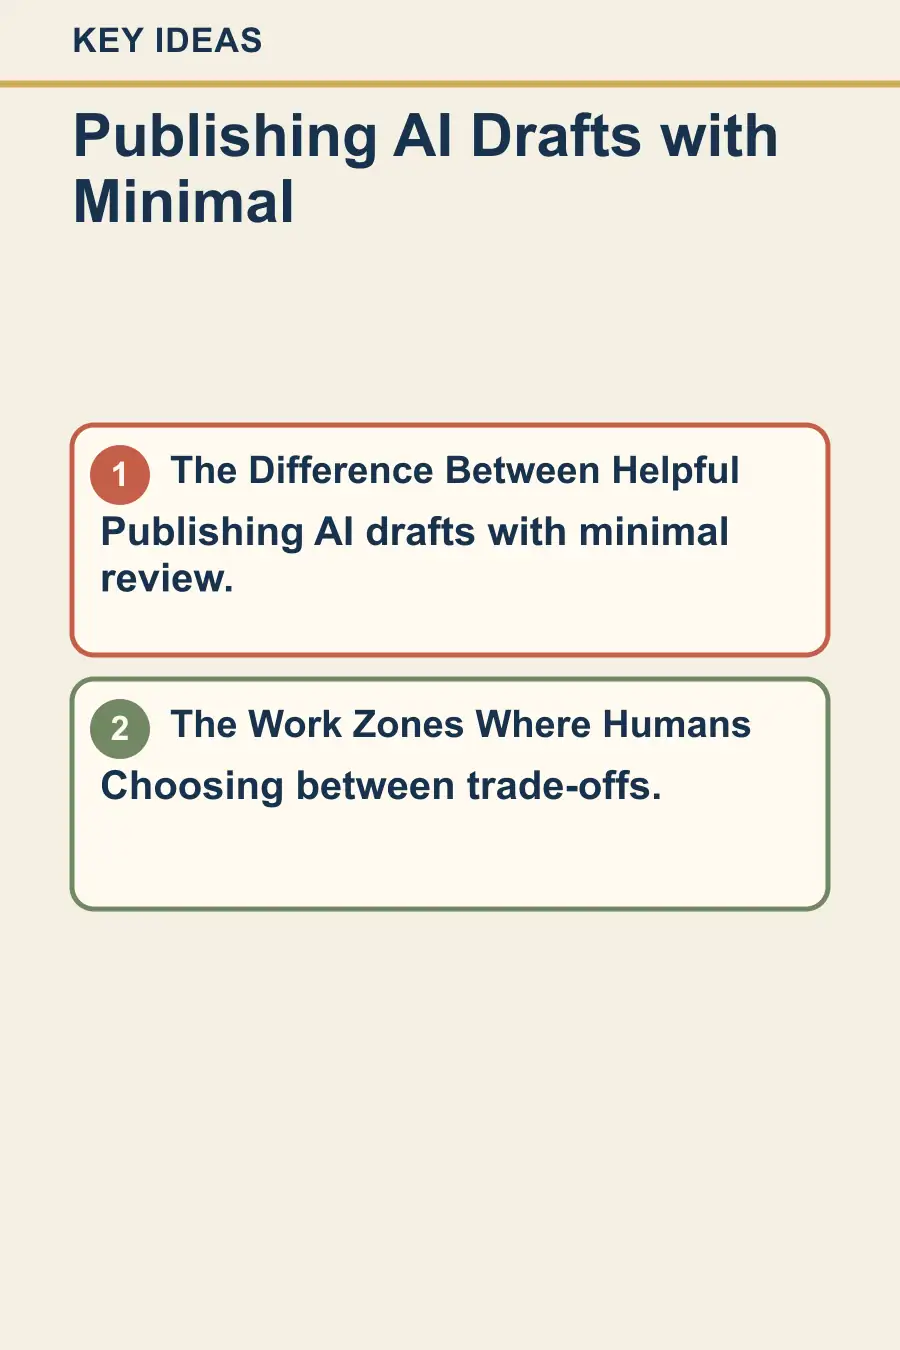 KEY IDEAS
Publishing AI Drafts with
Minimal
1 The Difference Between Helpful
Publishing AI drafts with minimal
review.
2 The Work Zones Where Humans
Choosing between trade-offs.